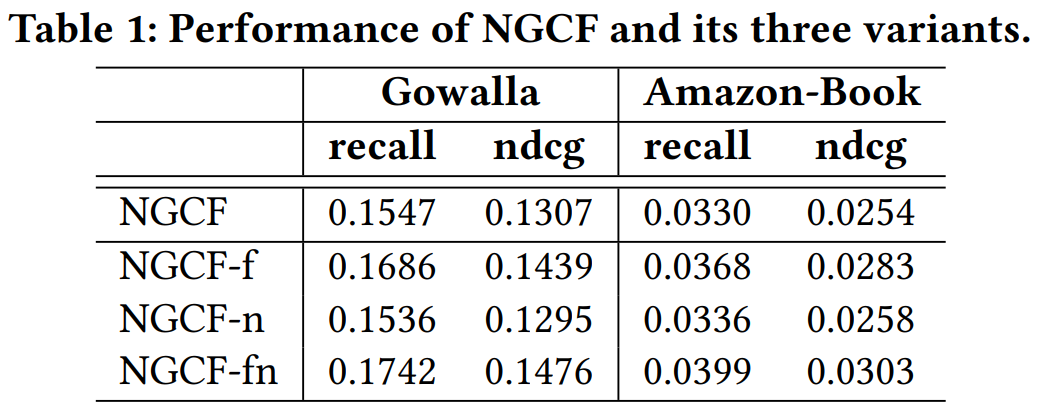 Table 1: Performance of NGCF and its three variants.
Gowalla Amazon-Book
recall ndcg recall ndcg
NGCF 0.1547 0.1307 0.0330 0.0254
NGCF-f 0.1686 0.1439 0.0368 0.0283
NGCF-n 0.1536 0.1295 0.0336 0.0258
NGCF-fn 0.1742 0.1476 0.0399 0.0303